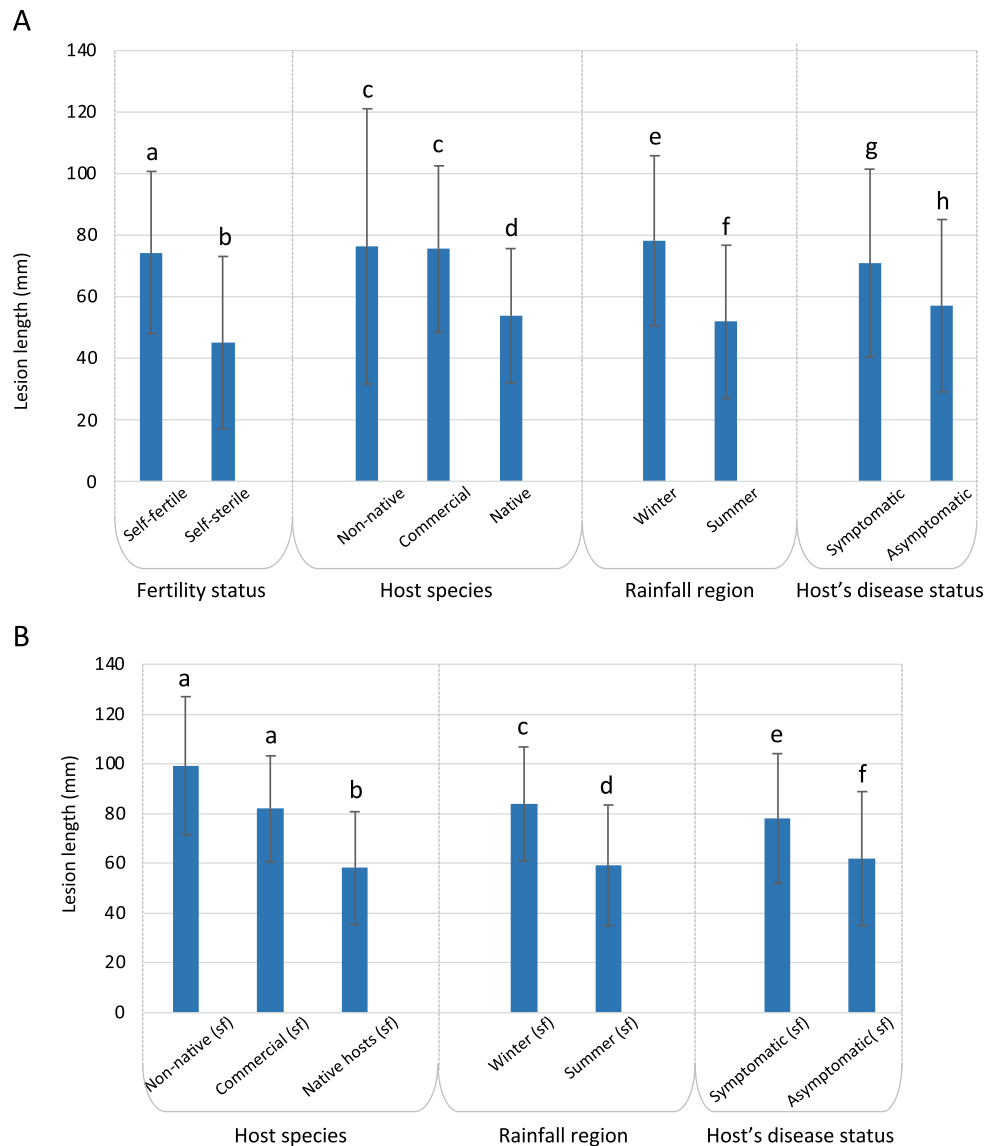 A
140
120
100
80
60
40
20
0
Lesion length (mm)
a
b
c
c
d
e
f
g
h
Self-fertile
Self-sterile
Non-native
Commercial
Native
Winter
Summer
Symptomatic
Asymptomatic
Fertility status
Host species
Rainfall region
Host's disease status
B
140
120
100
80
60
40
20
0
Lesion length (mm)
a
a
b
c
d
e
f
Non-native (sf)
Commercial (sf)
Native hosts (sf)
Winter (sf)
Summer (sf)
Symptomatic (sf)
Asymptomatic( sf)
Host species
Rainfall region
Host's disease status